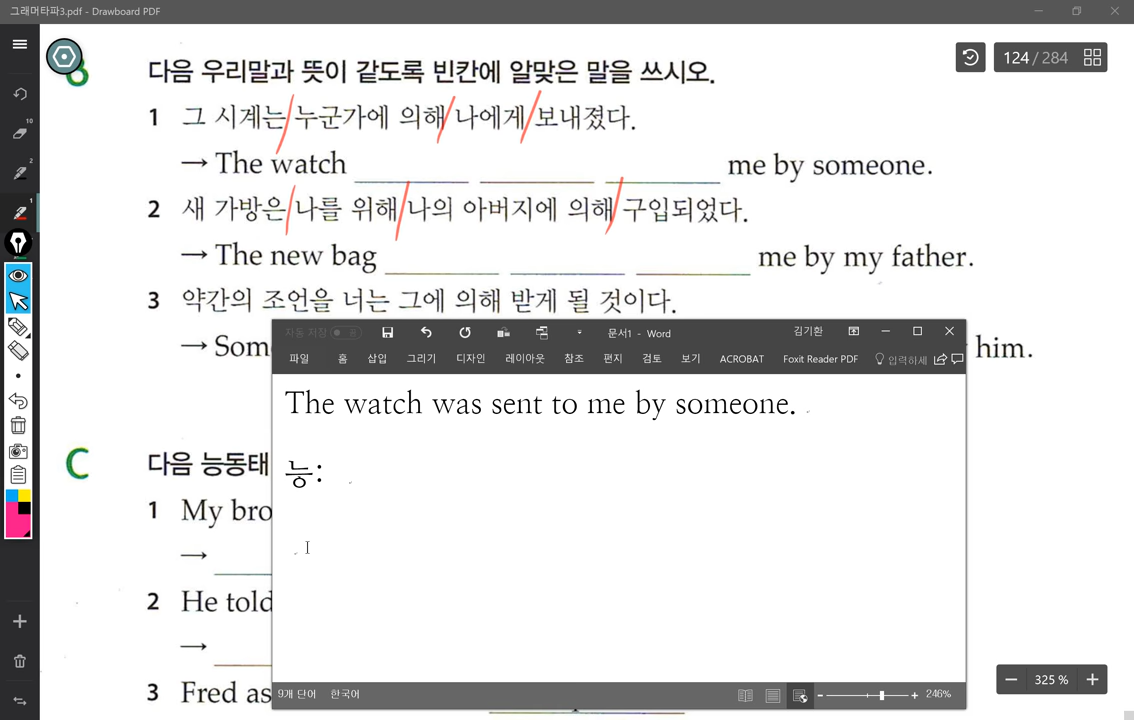 그래머타파3.pdf - Drawboard PDF
124 / 284
B 다음 우리말과 뜻이 같도록 빈칸에 알맞은 말을 쓰시오.
1 그 시계는 누군가에 의해 나에게 보내졌다.
→ The watch me by someone.
2 새 가방은 나를 위해 나의 아버지에 의해 구입되었다.
→ The new bag me by my father.
3 약간의 조언을 너는 그에 의해 받게 될 것이다.
→ Som him.
자동 저장 문서1 - Word 김기환
파일 홈 삽입 그리기 디자인 레이아웃 참조 편지 검토 보기 ACROBAT Foxit Reader PDF 입력하세
The watch was sent to me by someone.
능:
9개 단어 한국어 246%
C 다음 능동태
1 My bro
→
2 He told
→
3 Fred as
325 %
10
2
1